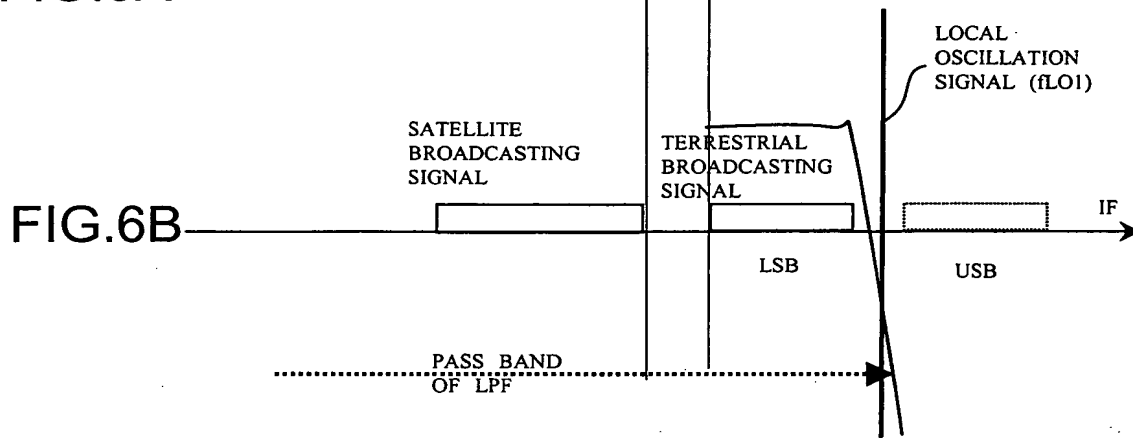 LOCAL
OSCILLATION
SIGNAL (fLO1)
SATELLITE
BROADCASTING
SIGNAL
TERRESTRIAL
BROADCASTING
SIGNAL
FIG.6B
IF
LSB
USB
PASS BAND
OF LPF